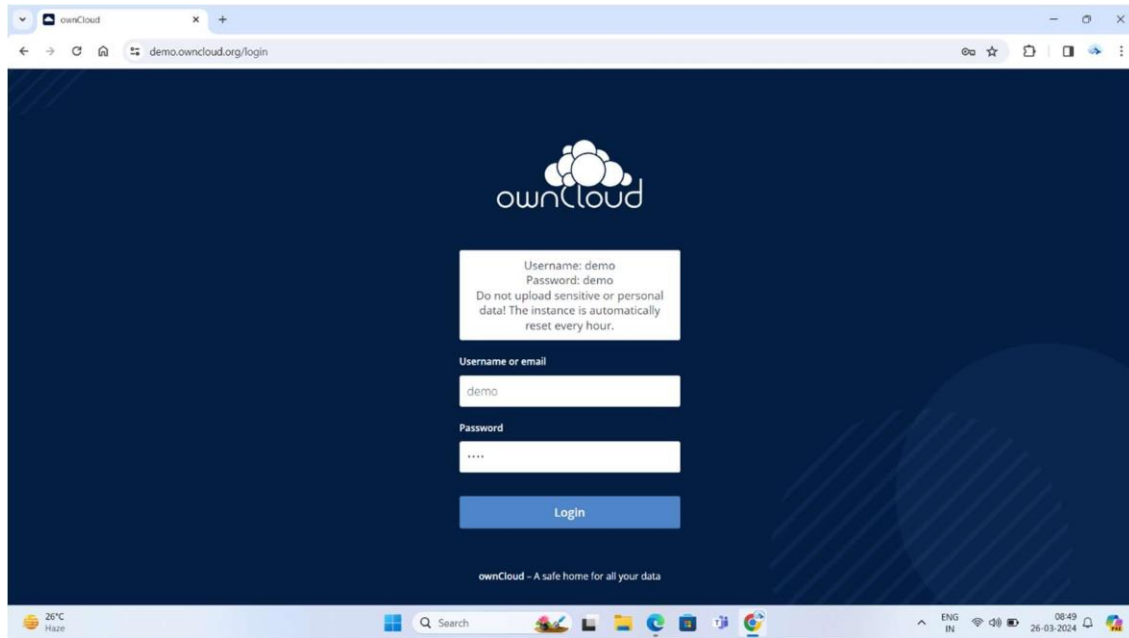 ownCloud
demo.owncloud.org/login
ownCloud
Username: demo
Password: demo
Do not upload sensitive or personal
data! The instance is automatically
reset every hour.
Username or email
demo
Password
....
Login
ownCloud – A safe home for all your data
26°C
Haze
Search
ENG
IN
08:49
26-03-2024